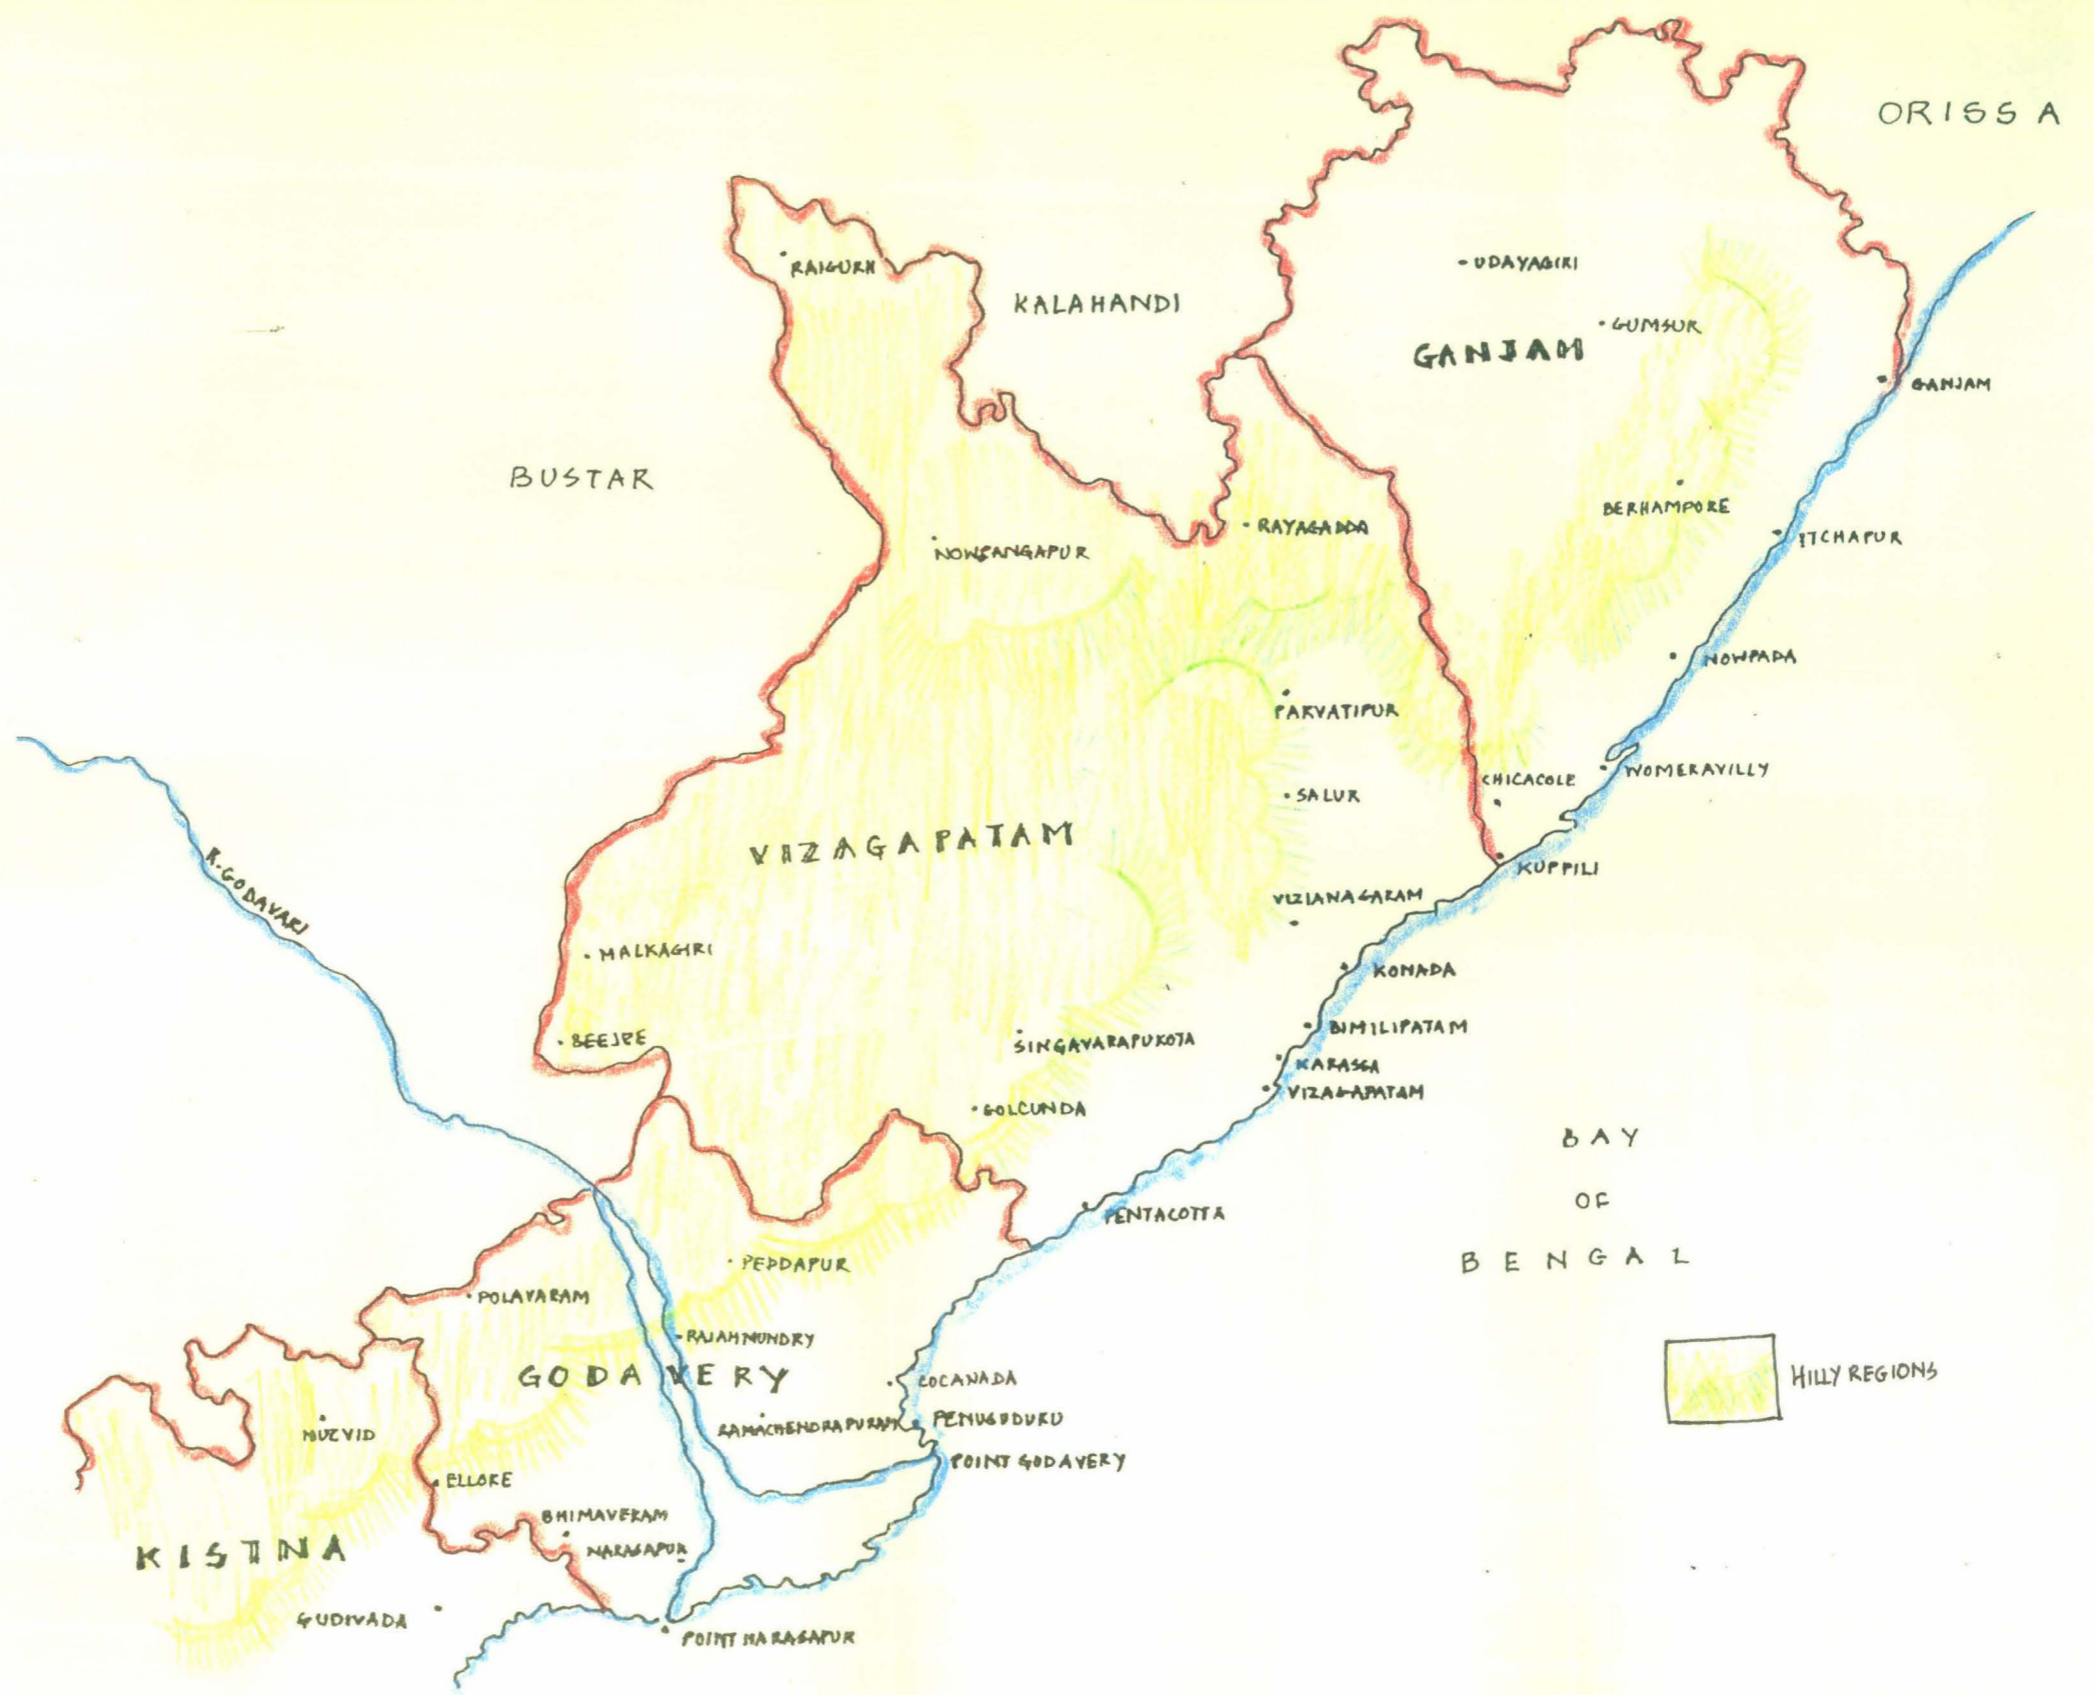 ORISSA
RAIGURH
KALAHANDI
UDAYAGIRI
GUMSUR
GANJAM
GANJAM
BUSTAR
BERHAMPORE
ITCHAPUR
RAYAGADDA
NOWRANGAPUR
NOWPADA
PARVATIPUR
WOMERAVILLY
CHICACOLE
SALUR
VIZAGAPATAM
KUPPILI
R. GODAVARI
VIZIANAGARAM
MALKAGIRI
KONADA
BIMILIPATAM
SINGAVARAPUKOTA
KARASSA
VIZAGAPATAM
GOLCUNDA
BAY
OF
BENGAL
PENTACOTTA
PEDDAPUR
POLAVARAM
RAJAHMUNDRY
GODAVERY
COCANADA
HILLY REGIONS
RAMACHENDRAPURAM
PENUGUDURU
NUZVID
POINT GODAVERY
ELLORE
BHIMAVERAM
NARASAPUR
KISTNA
GUDIVADA
POINT NARASAPUR